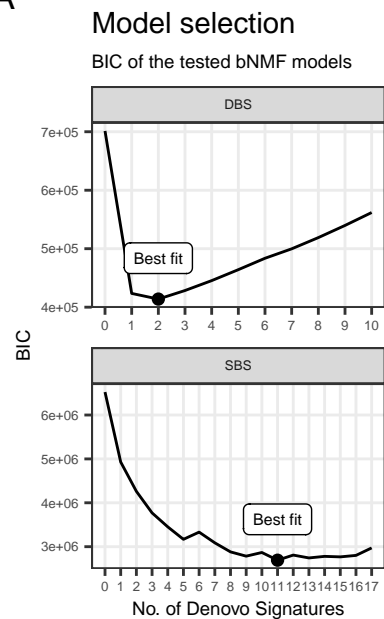 A
Model selection
BIC of the tested bNMF models
DBS
7e+05
6e+05
5e+05
4e+05
Best fit
0 1 2 3 4 5 6 7 8 9 10
BIC
SBS
6e+06
5e+06
4e+06
3e+06
Best fit
0 1 2 3 4 5 6 7 8 9 10 11 12 13 14 15 16 17
No. of Denovo Signatures